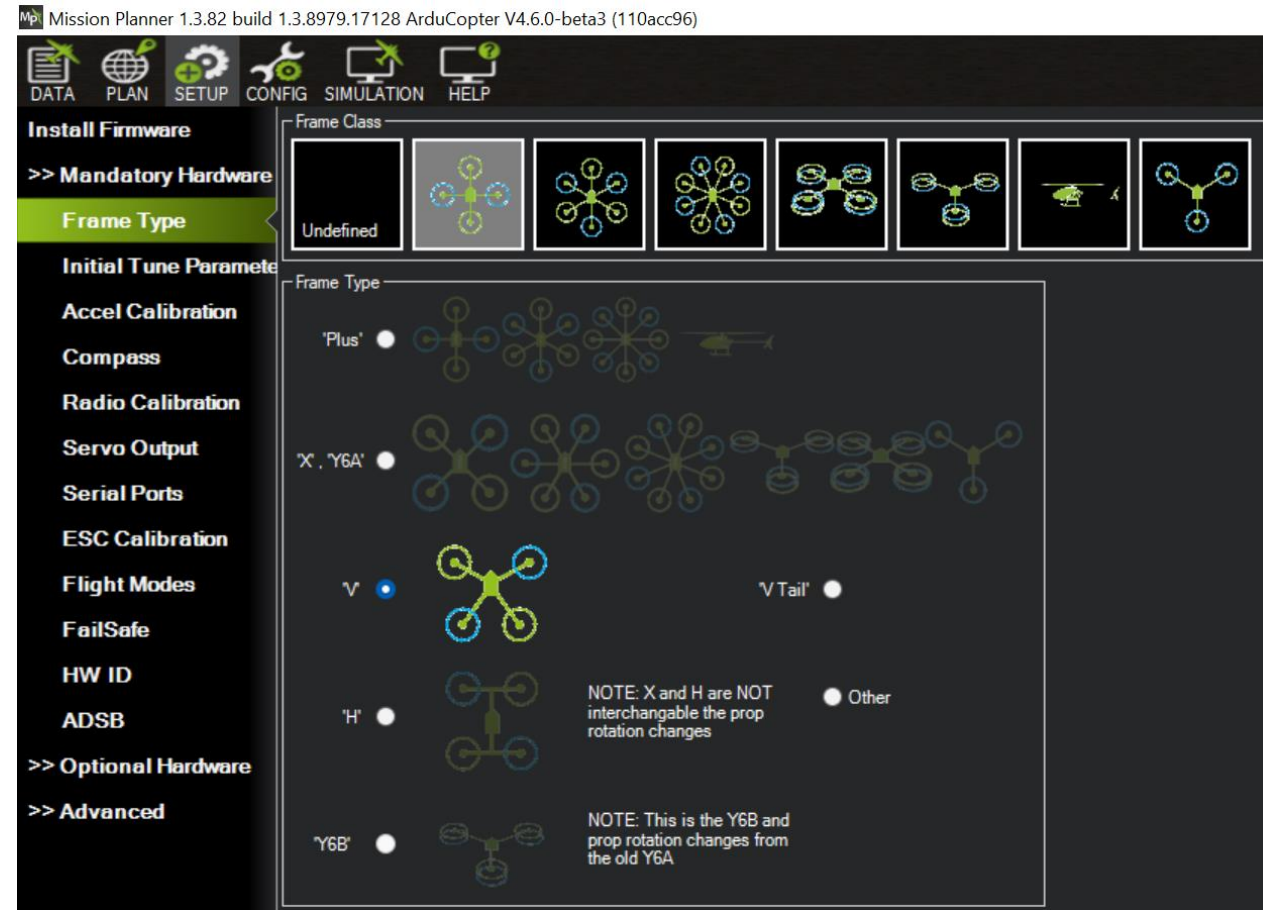 Mission Planner 1.3.82 build 1.3.8979.17128 ArduCopter V4.6.0-beta3 (110acc96)
DATA PLAN SETUP CONFIG SIMULATION HELP
Install Firmware
>> Mandatory Hardware
Frame Type
Initial Tune Paramete
Accel Calibration
Compass
Radio Calibration
Servo Output
Serial Ports
ESC Calibration
Flight Modes
FailSafe
HW ID
ADSB
>> Optional Hardware
>> Advanced
Frame Class
Undefined
Frame Type
'Plus'
'X', 'Y6A'
'V'
'V Tail'
'H'
NOTE: X and H are NOT
interchangable the prop
rotation changes
Other
'Y6B'
NOTE: This is the Y6B and
prop rotation changes from
the old Y6A